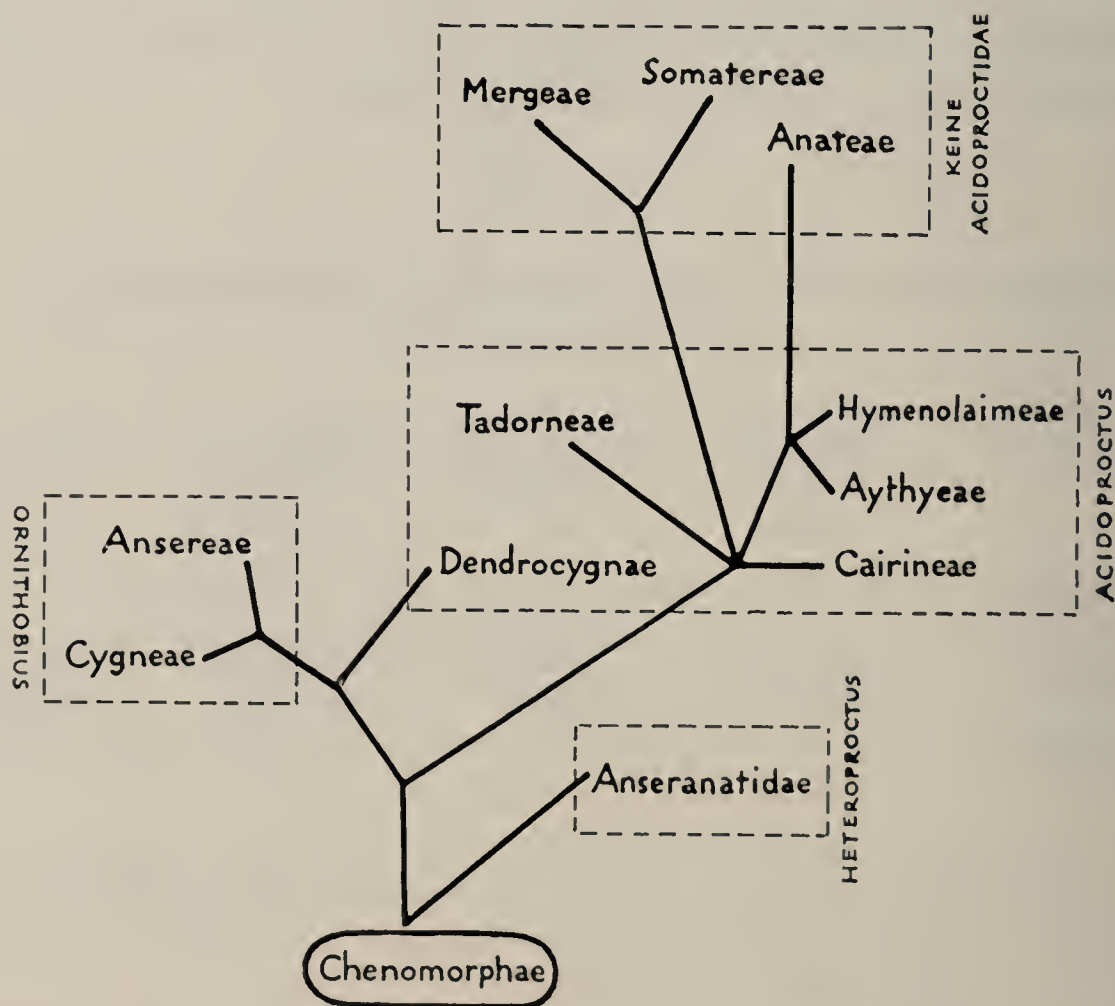 Mergeae
Somatereae
Anateae
KEINE
ACIDOPROCTIDAE
Tadorneae
Hymenolaimeae
Aythyeae
Dendrocygnae
Cairineae
ACIDOPROCTUS
Ansereae
Cygneae
ORNITHOBIUS
Anseranatidae
HETEROPROCTUS
Chenomorphae